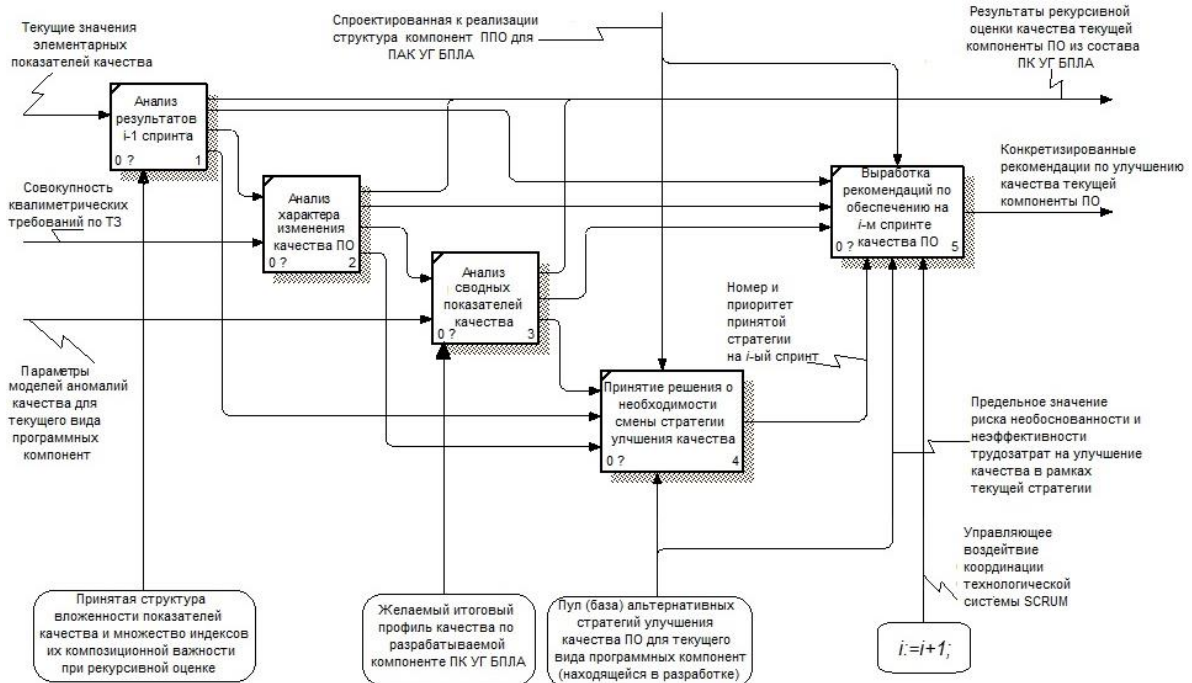 Текущие значения
элементарных
показателей качества
Спроектированная к реализации
структура компонент ППО для
ПАК УГ БПЛА
Результаты рекурсивной
оценки качества текущей
компоненты ПО из состава
ПК УГ БПЛА
Анализ
результатов
i-1 спринта
0 ? 1
Совокупность
квалиметрических
требований по ТЗ
Анализ
характера
изменения
качества ПО
0 ? 2
Конкретизированные
рекомендации по улучшению
качества текущей
компоненты ПО
Выработка
рекомендаций по
обеспечению на
i-м спринте
качества ПО
0 ? 5
Анализ
сводных
показателей
качества
0 ? 3
Номер и
приоритет
принятой
стратегии
на i-ый спринт
Параметры
моделей аномалий
качества для
текущего вида
программных
компонент
Принятие решения о
необходимости
смены стратегии
улчшения качества
0 ? 4
Предельное значение
риска необоснованности и
неэффективности
трудозатрат на улучшение
качества в рамках
текущей стратегии
Управляющее
воздейтвие
координации
технологической
системы SCRUM
Принятая структура
вложенности показателей
качества и множество индексов
их композиционной важности
при рекурсивной оценке
Желаемый итоговый
профиль качества по
разрабатываемой
компоненте ПК УГ БПЛА
Пул (база) альтернативных
стратегий улучшения
качества ПО для текущего
вида программных компонент
(находящейся в разработке)
i:=i+1;